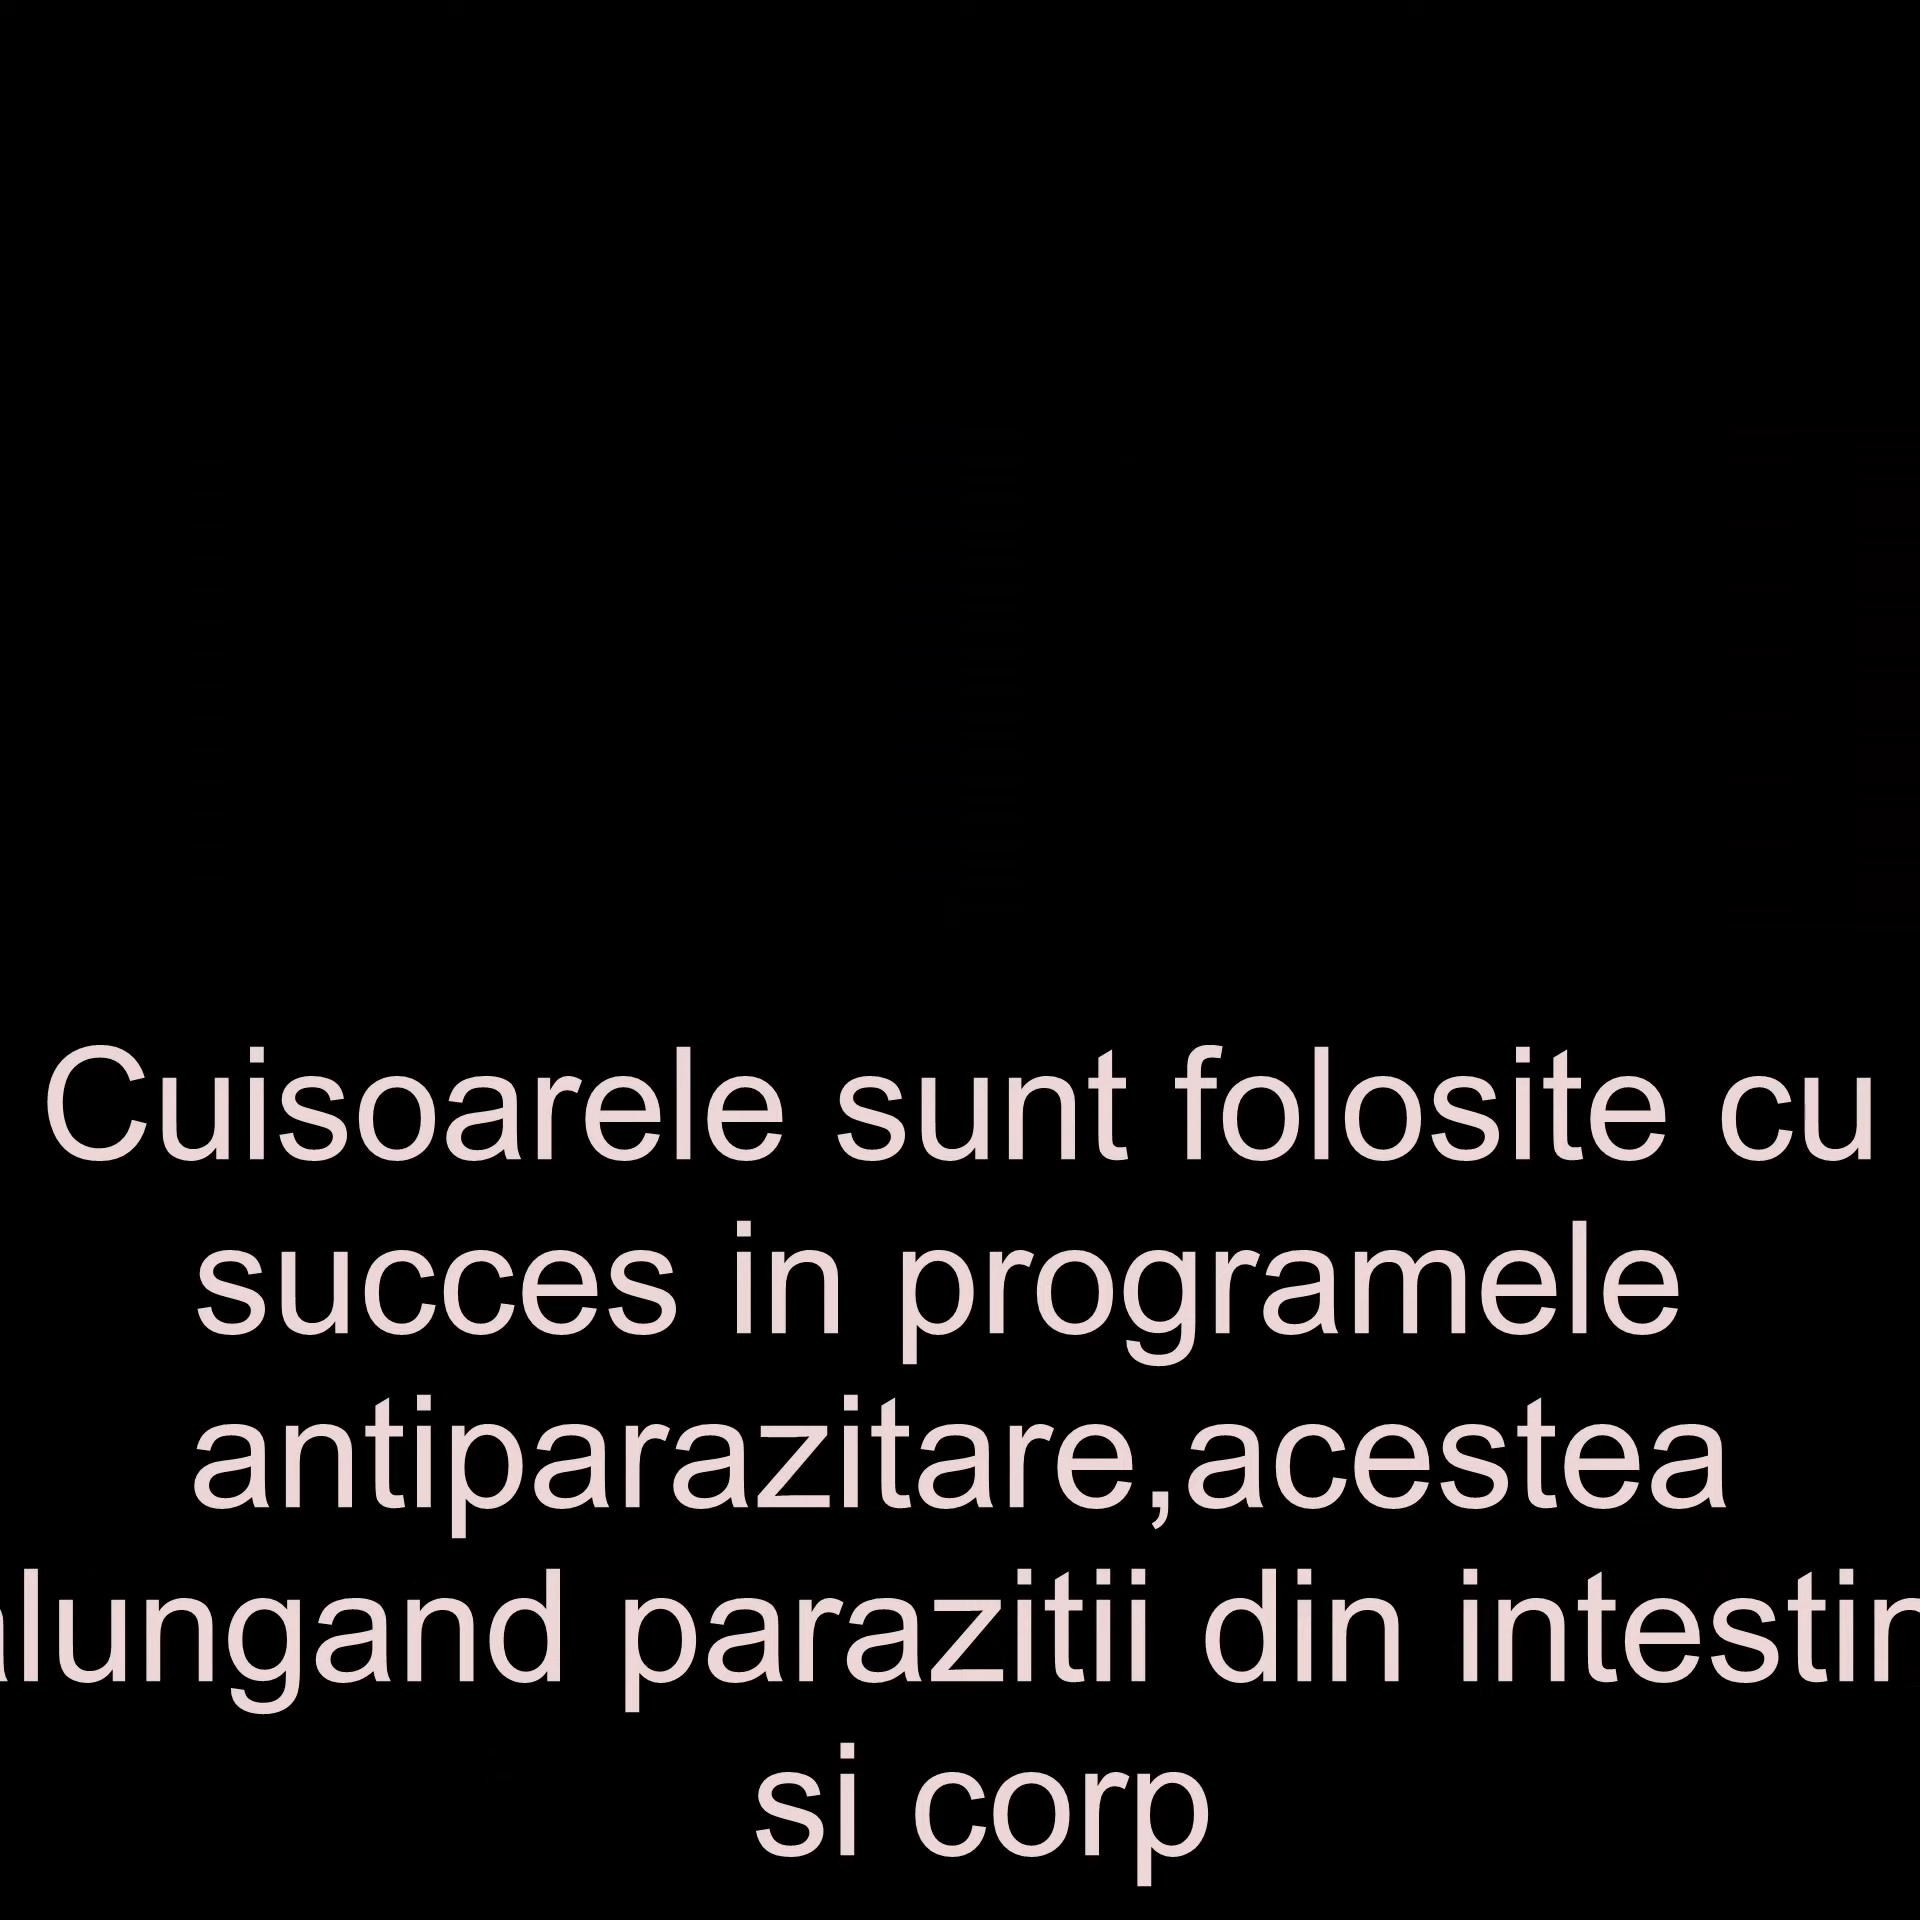 Cuisoarele sunt folosite cu
succes in programele
antiparazitare,acestea
parazitii din
si corp